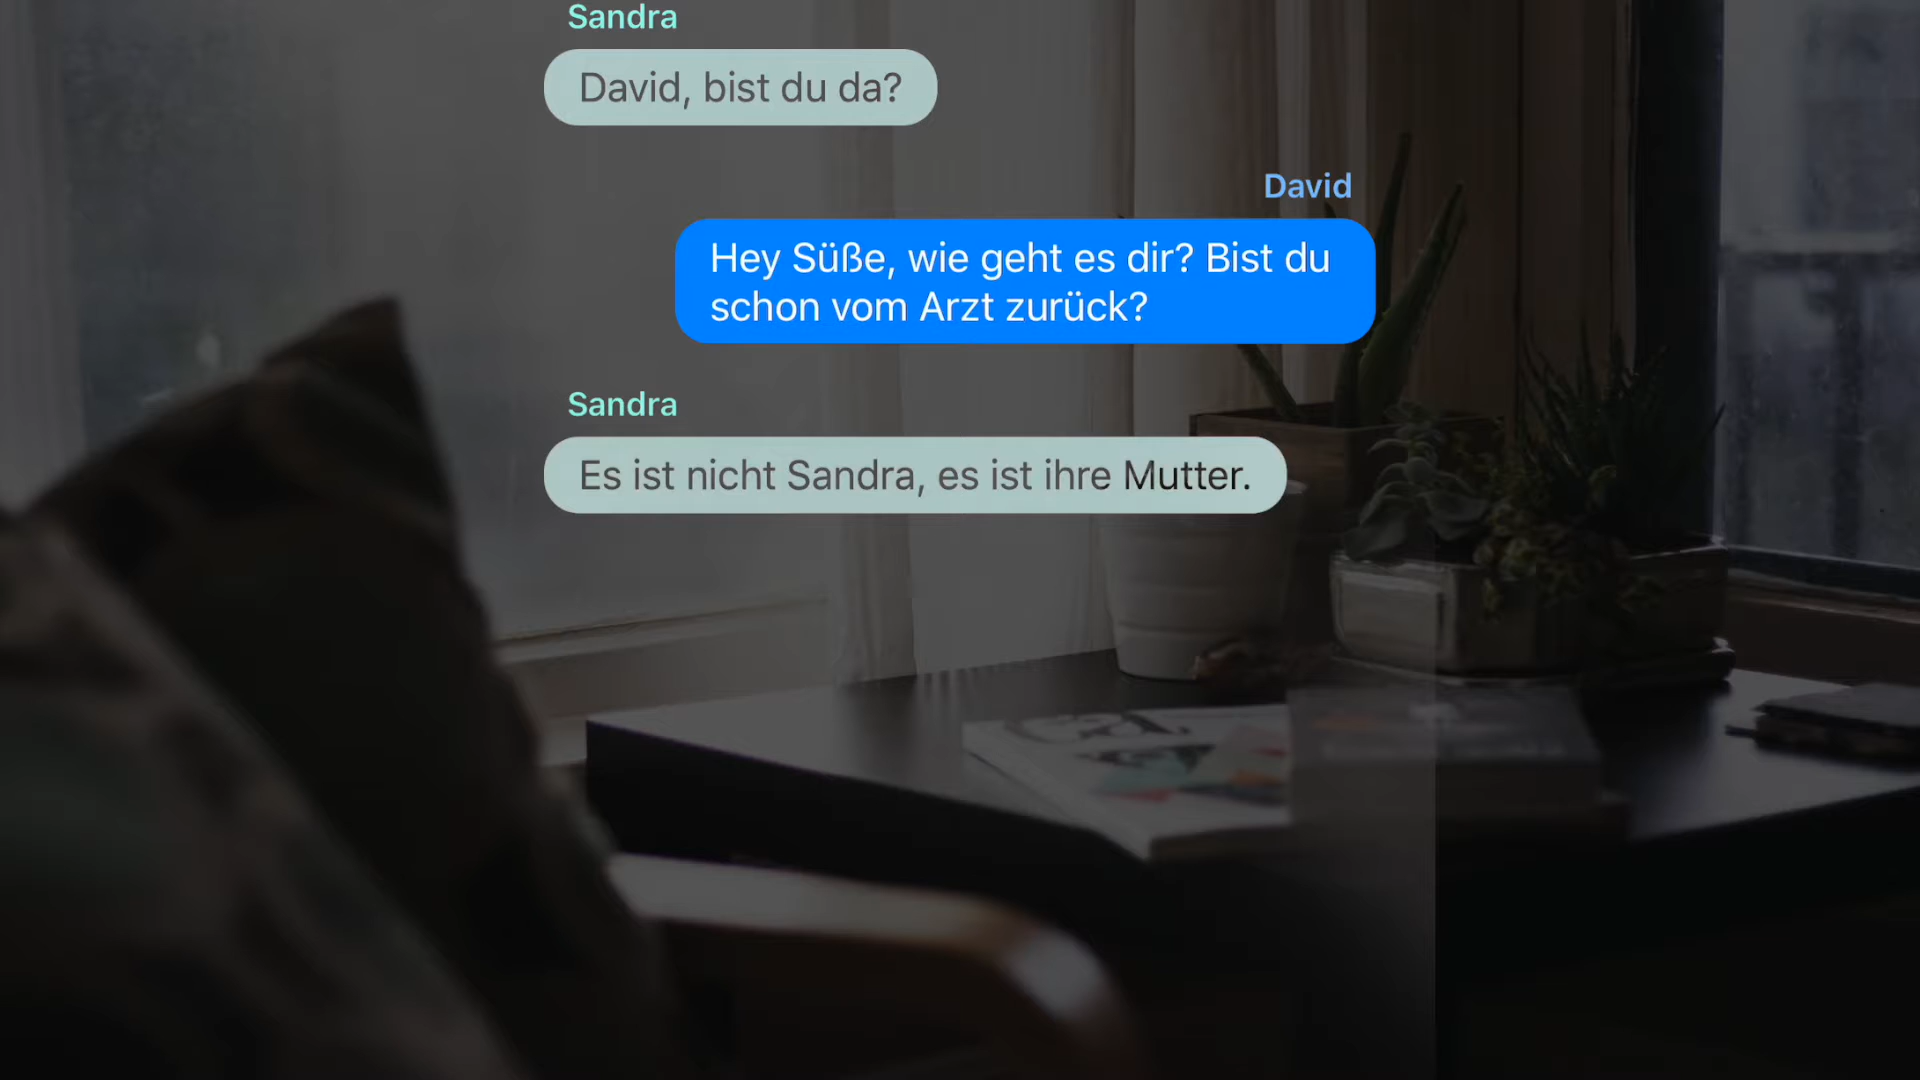 Sandra
David, bist du da?
David
Hey Süße, wie geht es dir? Bist du
schon vom Arzt zurück?
Sandra
Es ist nicht Sandra, es ist ihre Mutter.